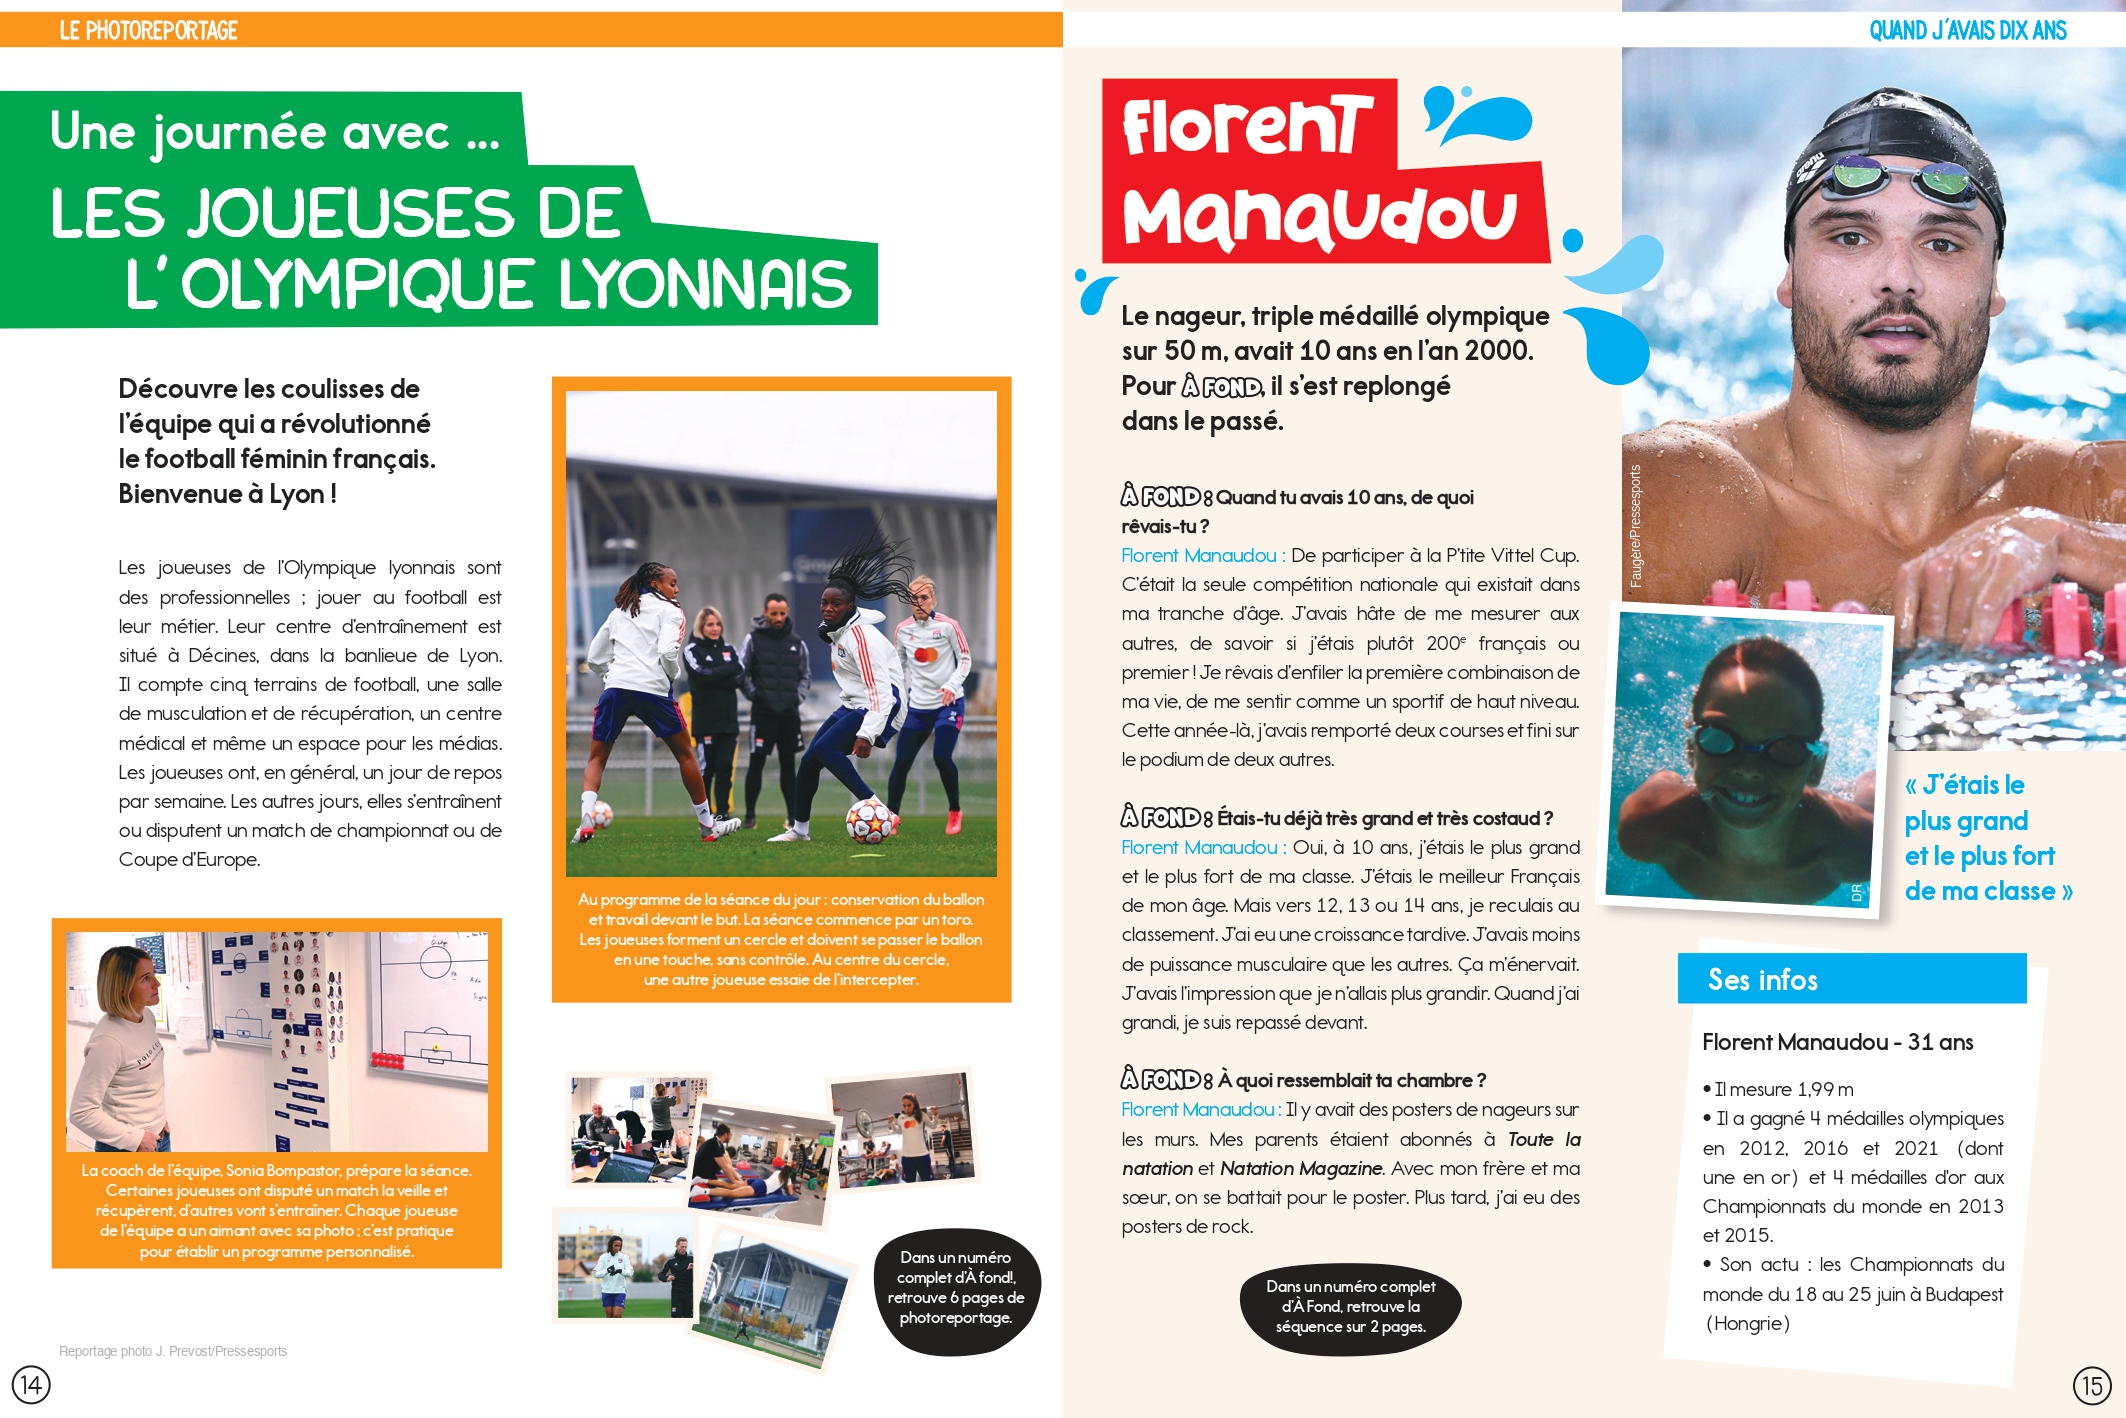 LE PHOTOREPORTAGE
Une journée avec ...
LES JOUEUSES DE
L'OLYMPIQUE LYONNAIS
Découvre les coulisses de
l'équipe qui a révolutionné
le football féminin français.
Bienvenue à Lyon !
Les joueuses de l'Olympique lyonnais sont
des professionnelles ; jouer au football est
leur métier. Leur centre d'entraînement est
situé à Décines, dans la banlieue de Lyon.
Il compte cinq terrains de football, une salle
de musculation et de récupération, un centre
médical et même un espace pour les médias.
Les joueuses ont, en général, un jour de repos
par semaine. Les autres jours, elles s'entraînent
ou disputent un match de championnat ou de
Coupe d'Europe.
La coach de l'équipe, Sonia Bompastor, prépare la séance.
Certaines joueuses ont disputé un match la veille et
récupèrent, d'autres vont s'entraîner. Chaque joueuse
de l'équipe a un aimant avec sa photo ; c'est pratique
pour établir un programme personnalisé.
Au programme de la séance du jour : conservation du ballon
et travail devant le but. La séance commence par un toro.
Les joueuses forment un cercle et doivent se passer le ballon
en une touche, sans contrôle. Au centre du cercle,
une autre joueuse essaie de l'intercepter.
Dans un numéro
complet d'À fond!,
retrouve 6 pages de
photoreportage.
Reportage photo J. Prevost/Pressesports
14
QUAND J'AVAIS DIX ANS
florent
Manaudou
Le nageur, triple médaillé olympique
sur 50 m, avait 10 ans en l'an 2000.
Pour À FOND, il s'est replongé
dans le passé.
À FOND : Quand tu avais 10 ans, de quoi
rêvais-tu ?
Florent Manaudou : De participer à la P'tite Vittel Cup.
C'était la seule compétition nationale qui existait dans
ma tranche d'âge. J'avais hâte de me mesurer aux
autres, de savoir si j'étais plutôt 200e français ou
premier ! Je rêvais d'enfiler la première combinaison de
ma vie, de me sentir comme un sportif de haut niveau.
Cette année-là, j'avais remporté deux courses et fini sur
le podium de deux autres.
À FOND : Étais-tu déjà très grand et très costaud ?
Florent Manaudou : Oui, à 10 ans, j'étais le plus grand
et le plus fort de ma classe. J'étais le meilleur Français
de mon âge. Mais vers 12, 13 ou 14 ans, je reculais au
classement. J'ai eu une croissance tardive. J'avais moins
de puissance musculaire que les autres. Ça m'énervait.
J'avais l'impression que je n'allais plus grandir. Quand j'ai
grandi, je suis repassé devant.
À FOND : À quoi ressemblait ta chambre ?
Florent Manaudou : Il y avait des posters de nageurs sur
les murs. Mes parents étaient abonnés à Toute la
natation et Natation Magazine. Avec mon frère et ma
sœur, on se battait pour le poster. Plus tard, j'ai eu des
posters de rock.
Dans un numéro complet
d'À Fond, retrouve la
séquence sur 2 pages.
arena
Faugère/Pressesports
DR
« J'étais le
plus grand
et le plus fort
de ma classe »
Ses infos
Florent Manaudou - 31 ans
• Il mesure 1,99 m
• Il a gagné 4 médailles olympiques
en 2012, 2016 et 2021 (dont
une en or) et 4 médailles d'or aux
Championnats du monde en 2013
et 2015.
• Son actu : les Championnats du
monde du 18 au 25 juin à Budapest
(Hongrie)
15